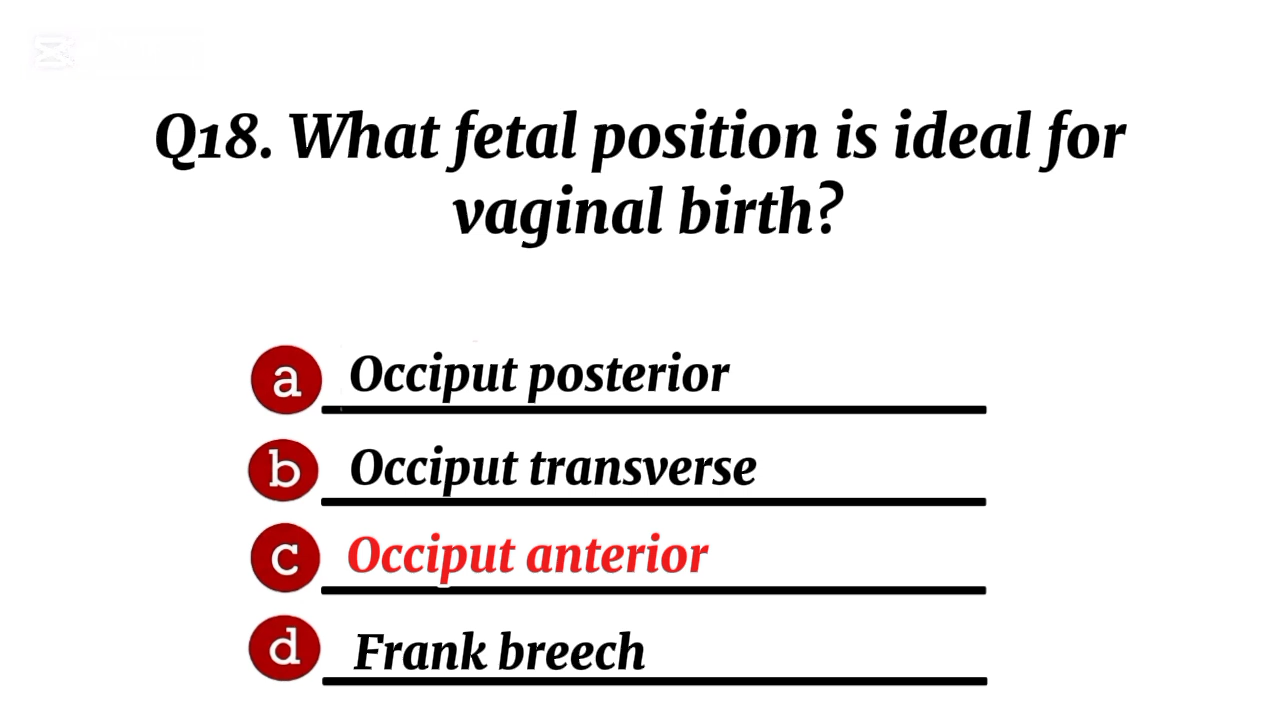 Q18. What fetal position is ideal for
vaginal birth?
a Occiput posterior
b Occiput transverse
c Occiput anterior
d Frank breech